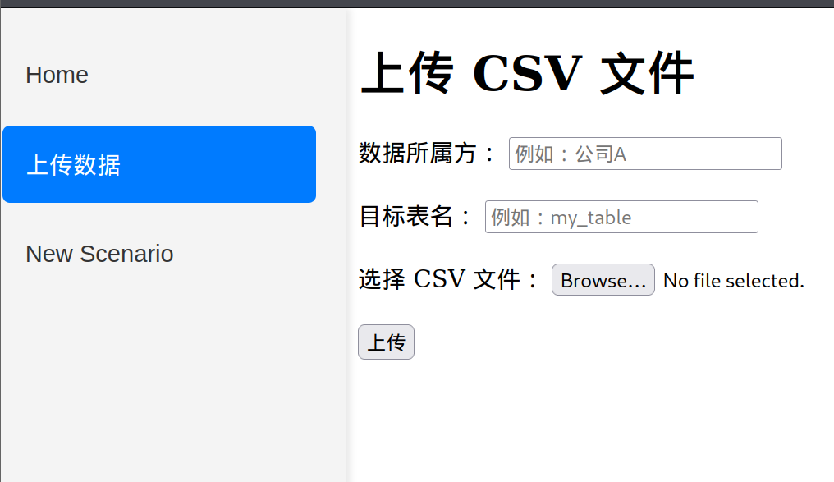 Home
上传数据
New Scenario
上传 CSV 文件
数据所属方： 例如：公司A
目标表名： 例如：my_table
选择 CSV 文件： Browse... No file selected.
上传